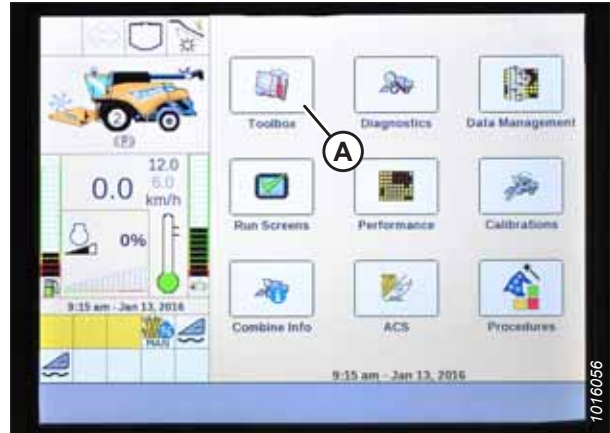 Toolbox
Diagnostics
Data Management
A
2
(P)
12.0
6.0
0.0
km/h
Run Screens
Performance
Calibrations
0%
9:15 am - Jan 13, 2016
MAN
Combine Info
ACS
Procedures
9:15 am - Jan 13, 2016
1016056